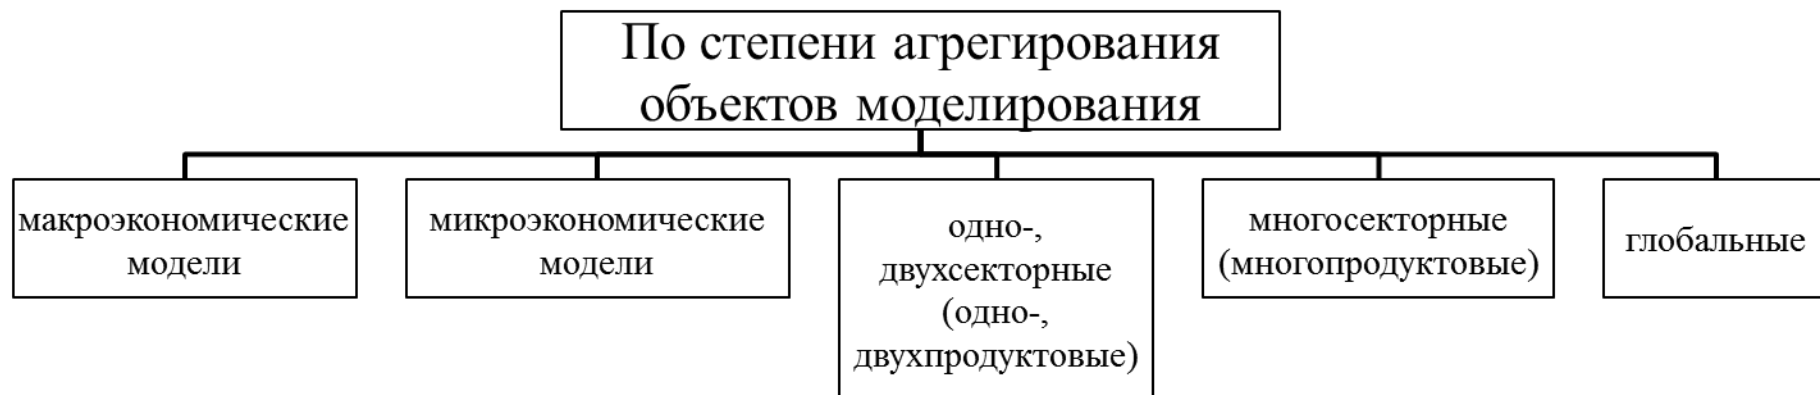 По степени агрегирования
объектов моделирования
макроэкономические
модели
микроэкономические
модели
одно-,
двухсекторные
(одно-,
двухпродуктовые)
многосекторные
(многопродуктовые)
глобальные